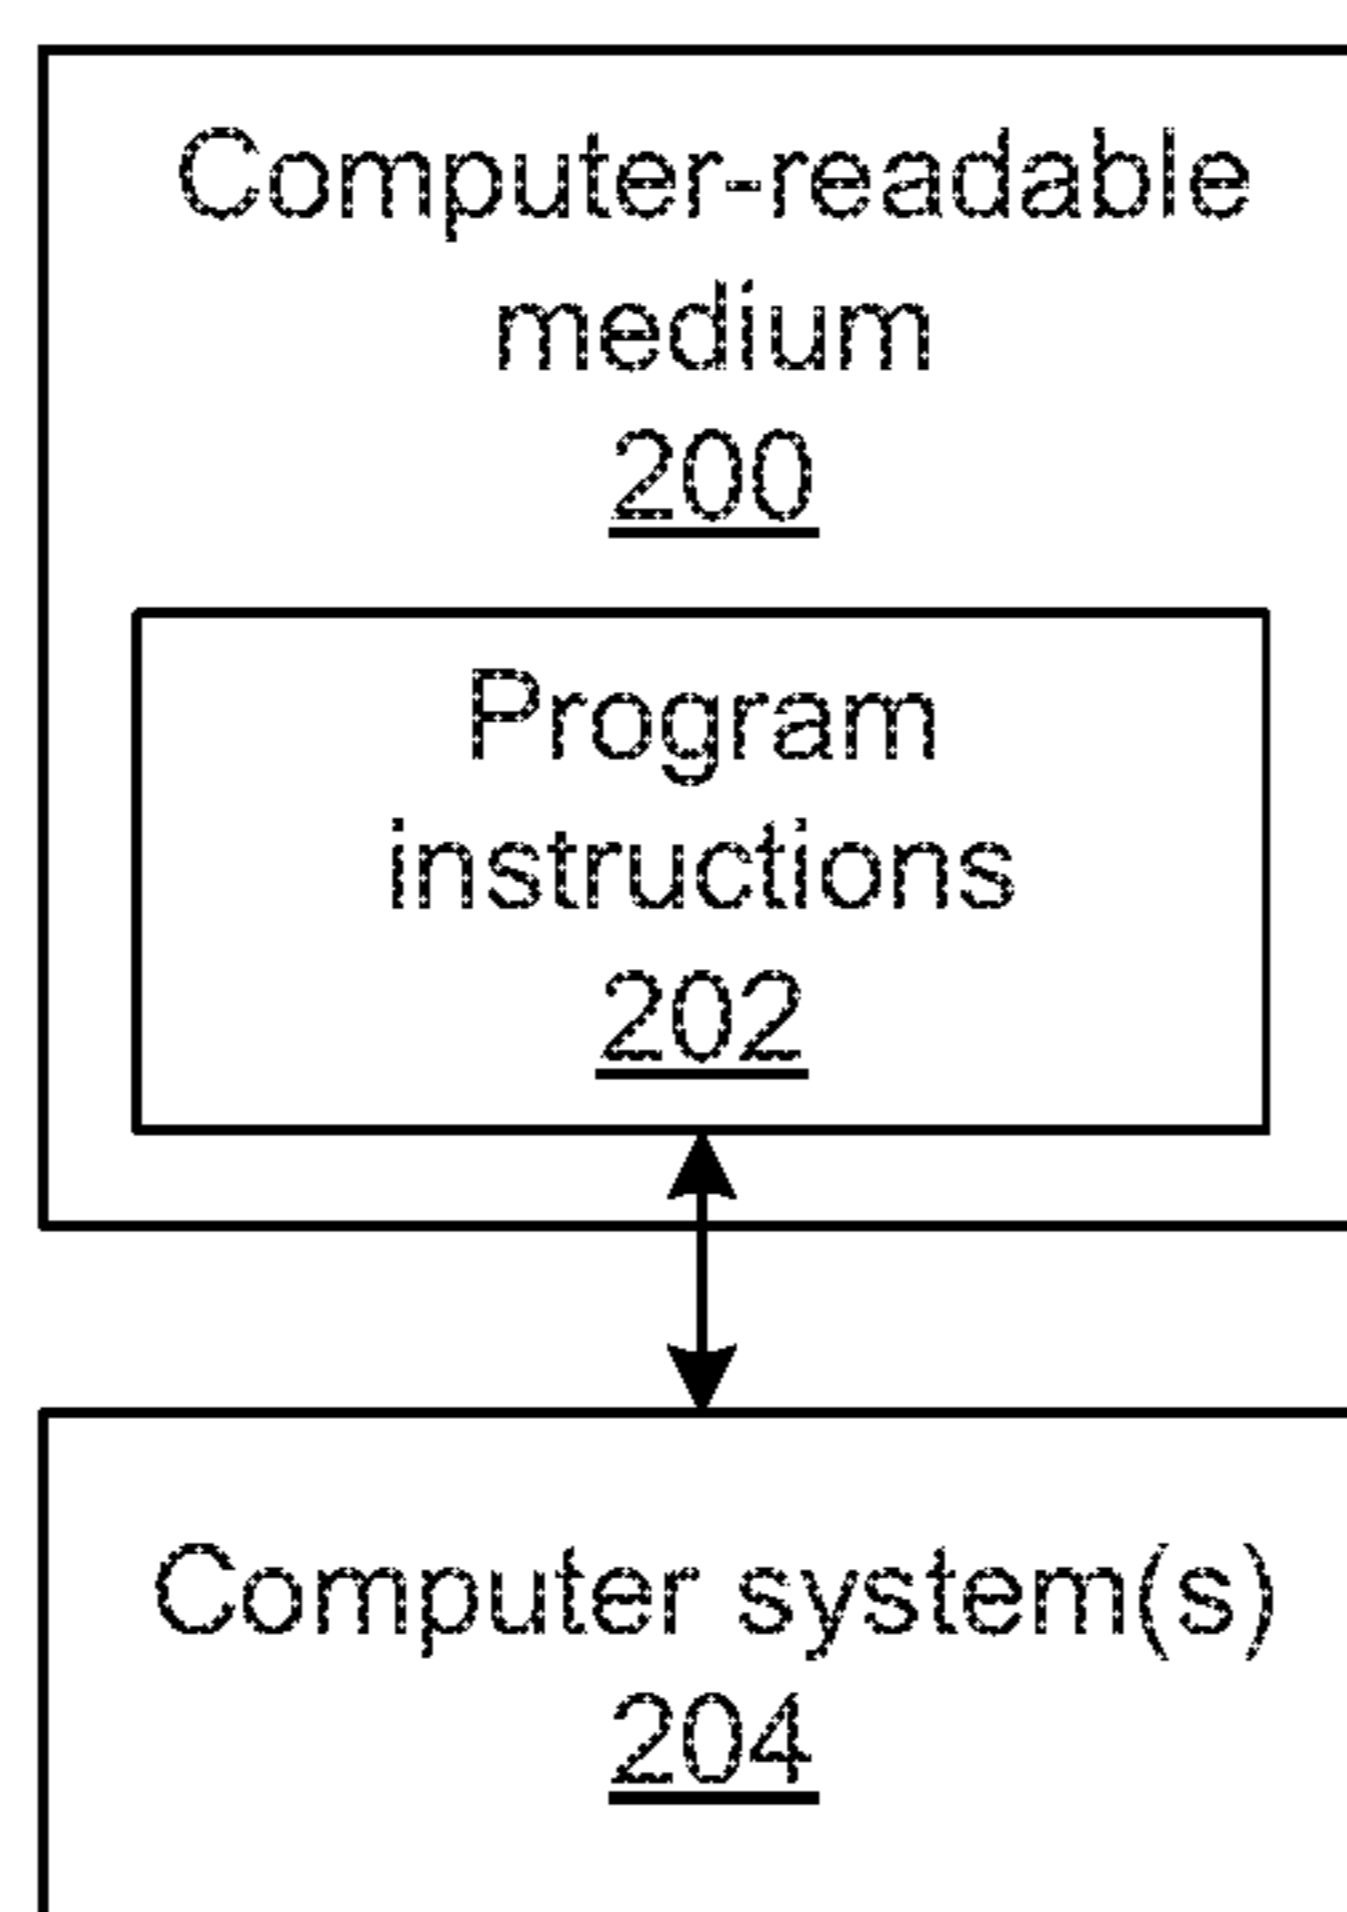 Computer-readable
medium
200
Program
instructions
202
Computer system(s)
204